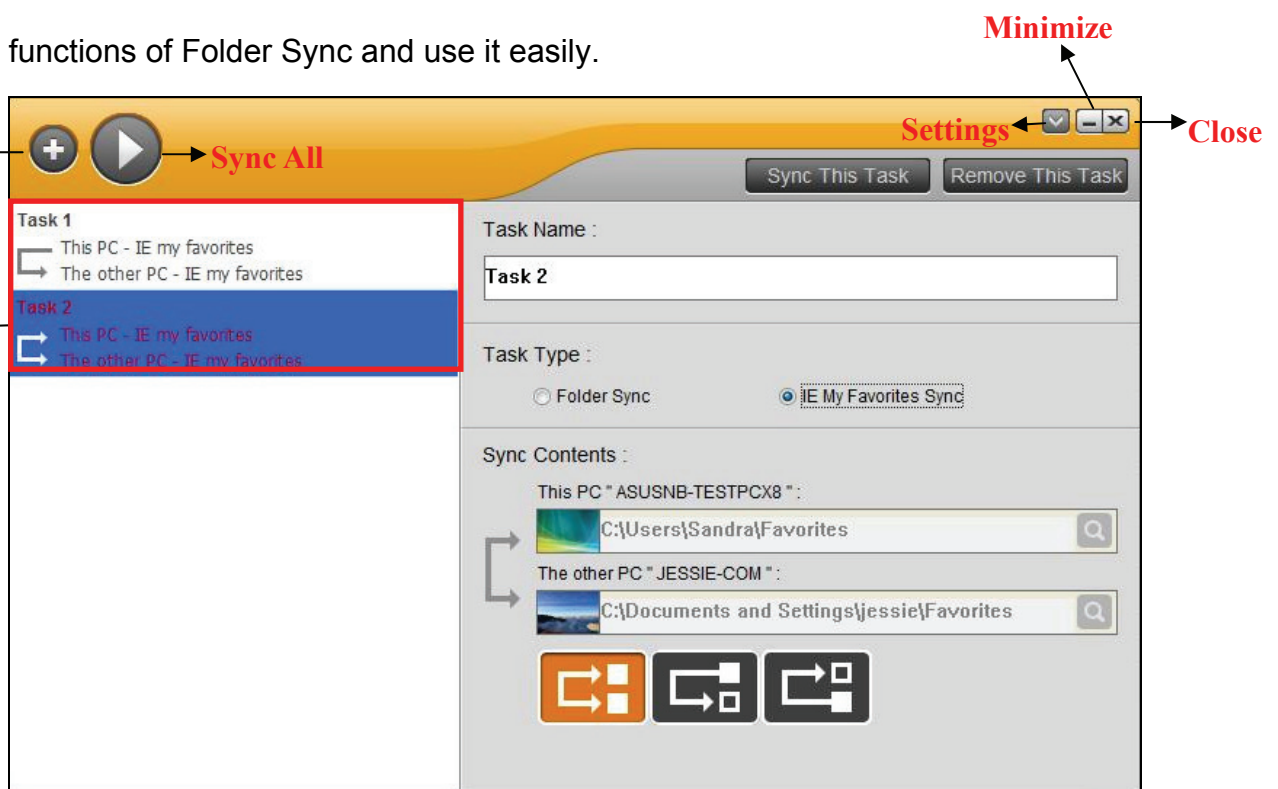 Minimize
functions of Folder Sync and use it easily.
Settings
Close
Sync All
Sync This Task
Remove This Task
Task 1
This PC - IE my favorites
The other PC - IE my favorites
Task 2
This PC - IE my favorites
The other PC - IE my favorites
Task Name :
Task 2
Task Type :
Folder Sync
IE My Favorites Sync
Sync Contents :
This PC " ASUSNB-TESTPCX8 " :
C:\Users\Sandra\Favorites
The other PC " JESSIE-COM " :
C:\Documents and Settings\jessie\Favorites